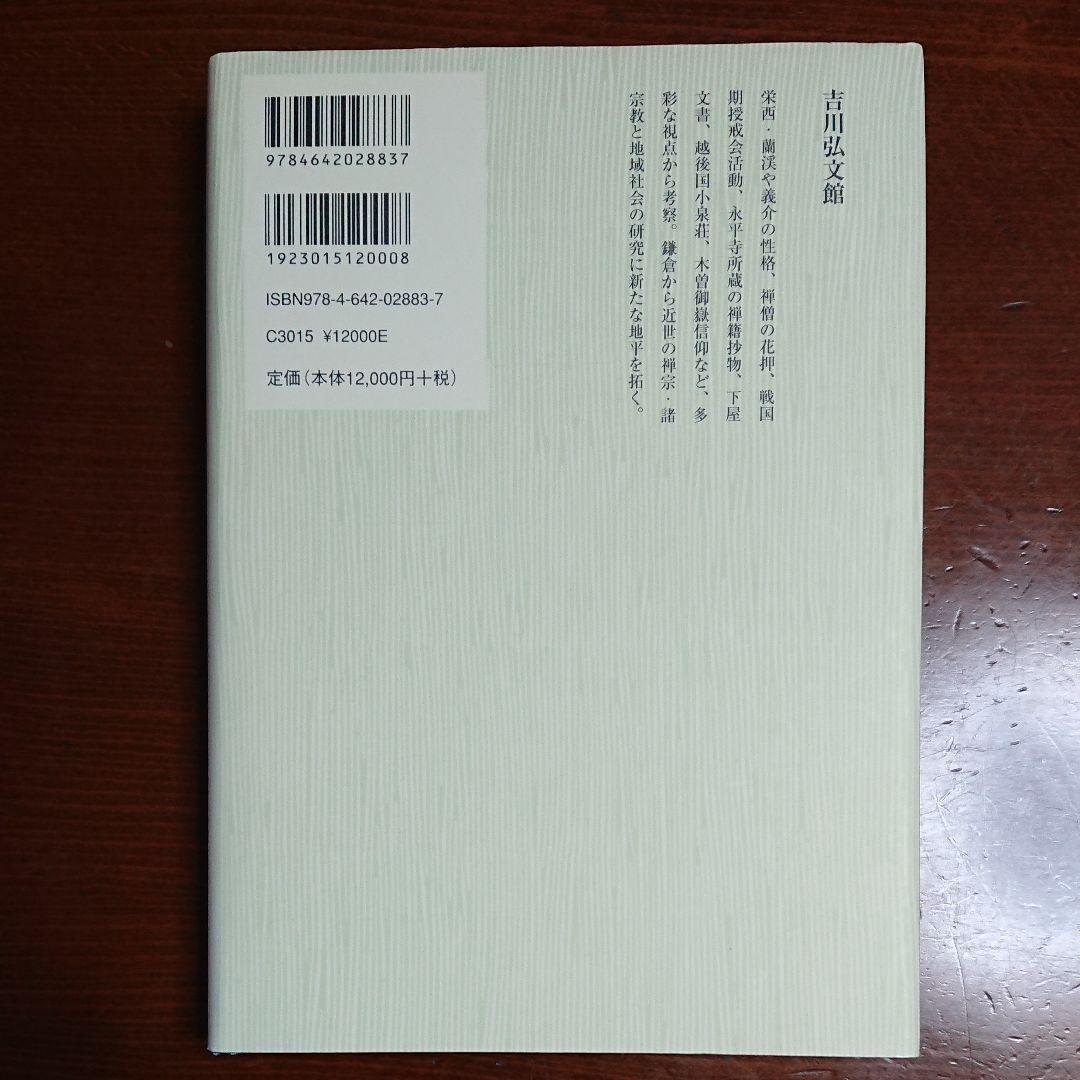 吉川弘文館
栄西・蘭渓や義介の性格、禅僧の花押、戦国
期授戒会活動、永平寺所蔵の禅籍抄物、下屋
文書、越後国小泉荘、木曽御嶽信仰など、多
彩な視点から考察。鎌倉から近世の禅宗・諸
宗教と地域社会の研究に新たな地平を拓く。
9784642028837
1923015120008
ISBN978-4-642-02883-7
C3015 ¥12000E
定価（本体12,000円＋税）